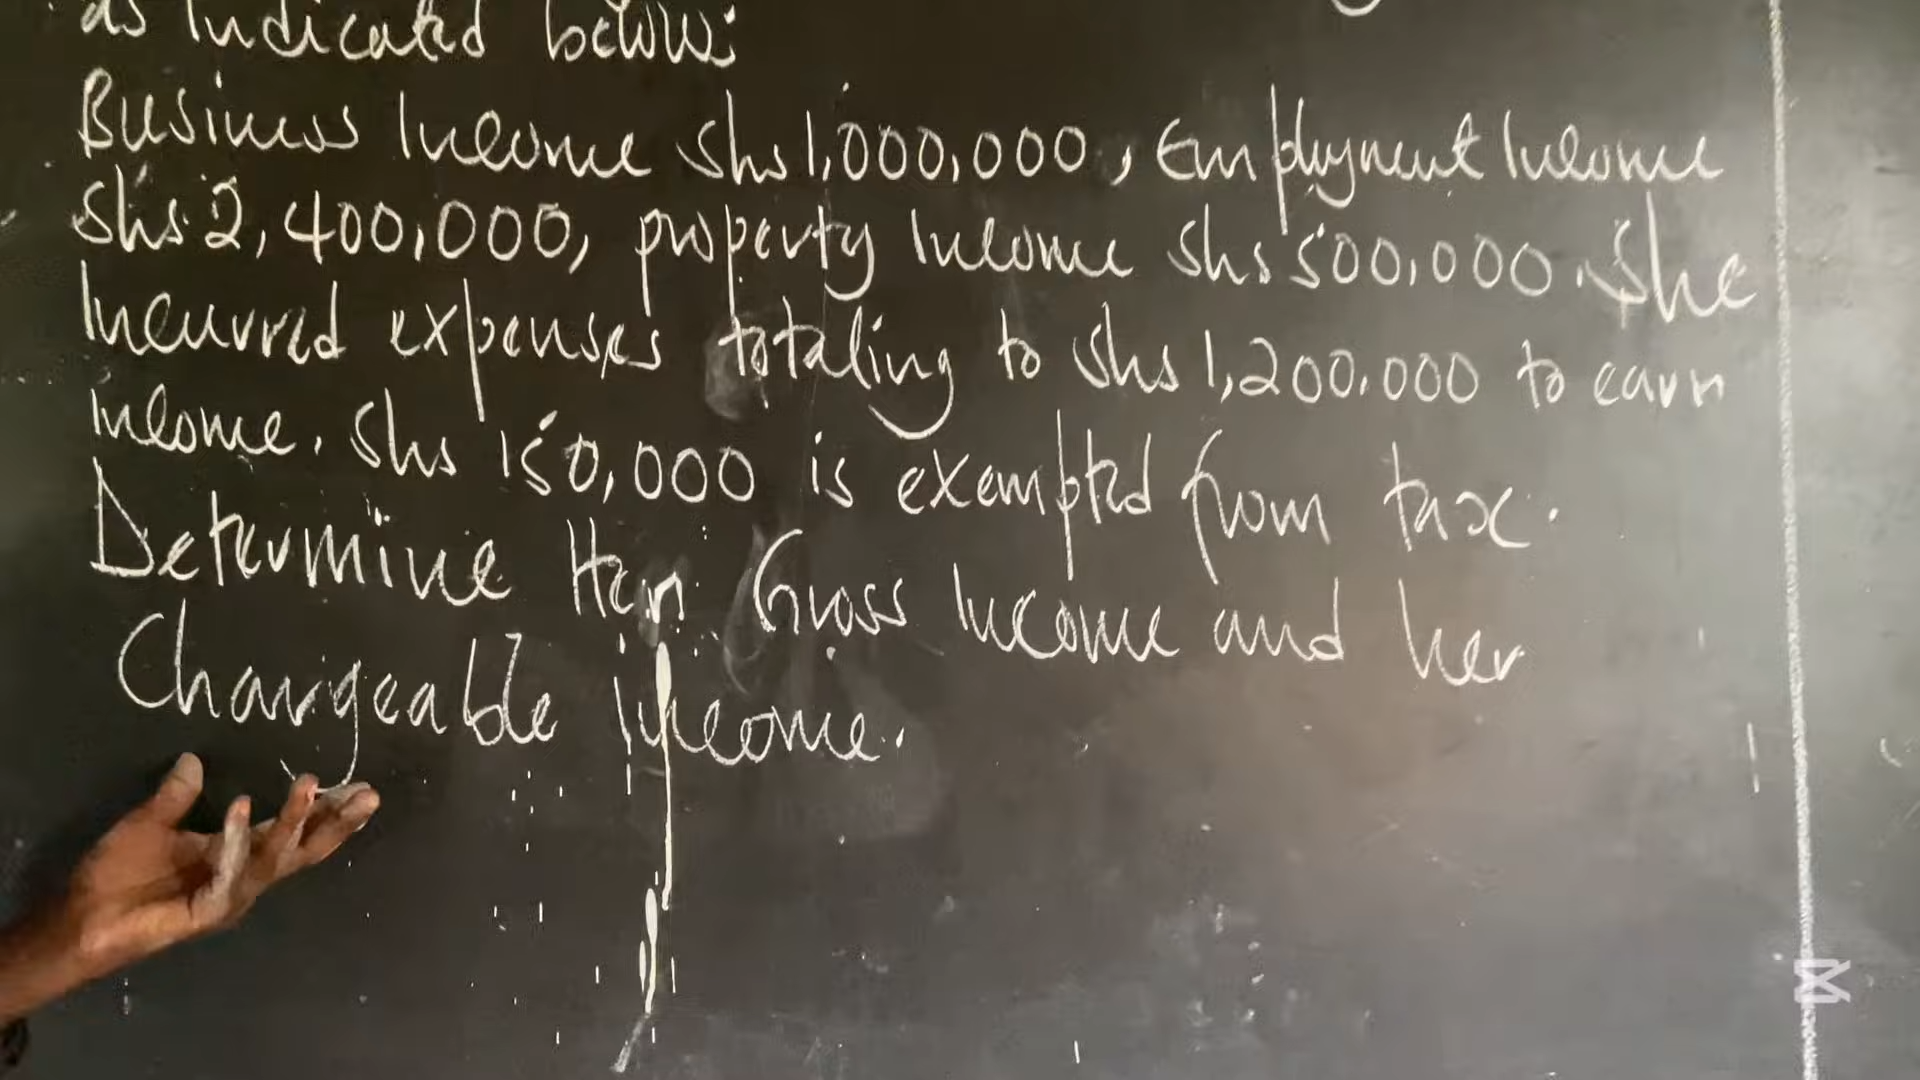 as indicated below:
Business Income Shs 1,000,000, Employment Income
Shs 2,400,000, property Income Shs 500,000. She
Incurred expenses totaling to Shs 1,200,000 to earn
income. Shs 150,000 is exempted from tax.
Determine Her Gross Income and her
Chargeable income.